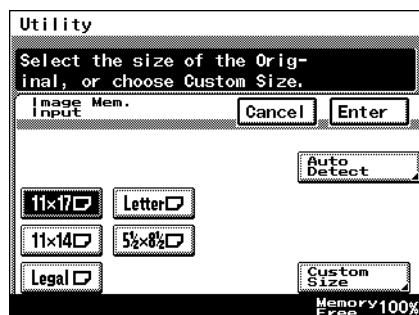 Utility
Select the size of the Orig-
inal, or choose Custom Size.
Image Mem.
Input
Cancel
Enter
Auto
Detect
11×17
Letter
11×14
5½×8½
Legal
Custom
Size
Memory
Free
100%